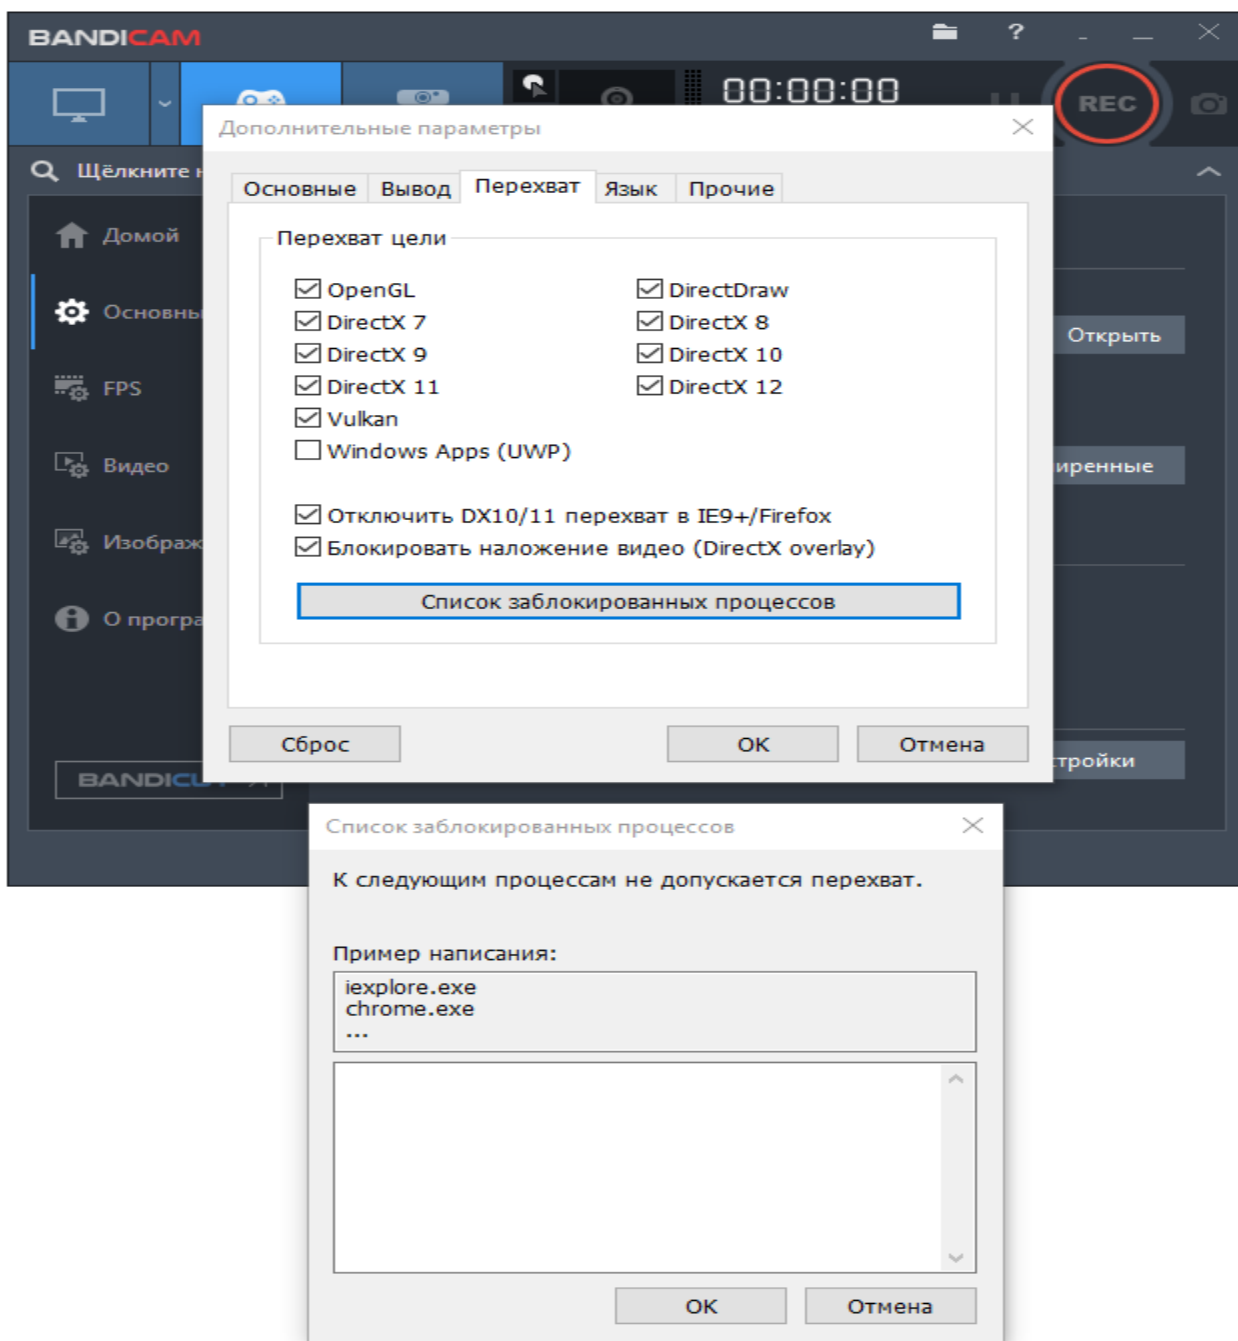 BANDICAM
?
00:00:00
REC
Дополнительные параметры
Щёлкните
Основные Вывод Перехват Язык Прочие
Домой
Перехват цели
OpenGL DirectDraw
Основны
DirectX 7 DirectX 8
Открыть
DirectX 9 DirectX 10
FPS
DirectX 11 DirectX 12
Vulkan
Windows Apps (UWP)
Видео
иренные
Отключить DX10/11 перехват в IE9+/Firefox
Изображ
Блокировать наложение видео (DirectX overlay)
Список заблокированных процессов
О програ
Сброс OK Отмена
BANDICU
тройки
Список заблокированных процессов
К следующим процессам не допускается перехват.
Пример написания:
iexplore.exe
chrome.exe
...
OK Отмена